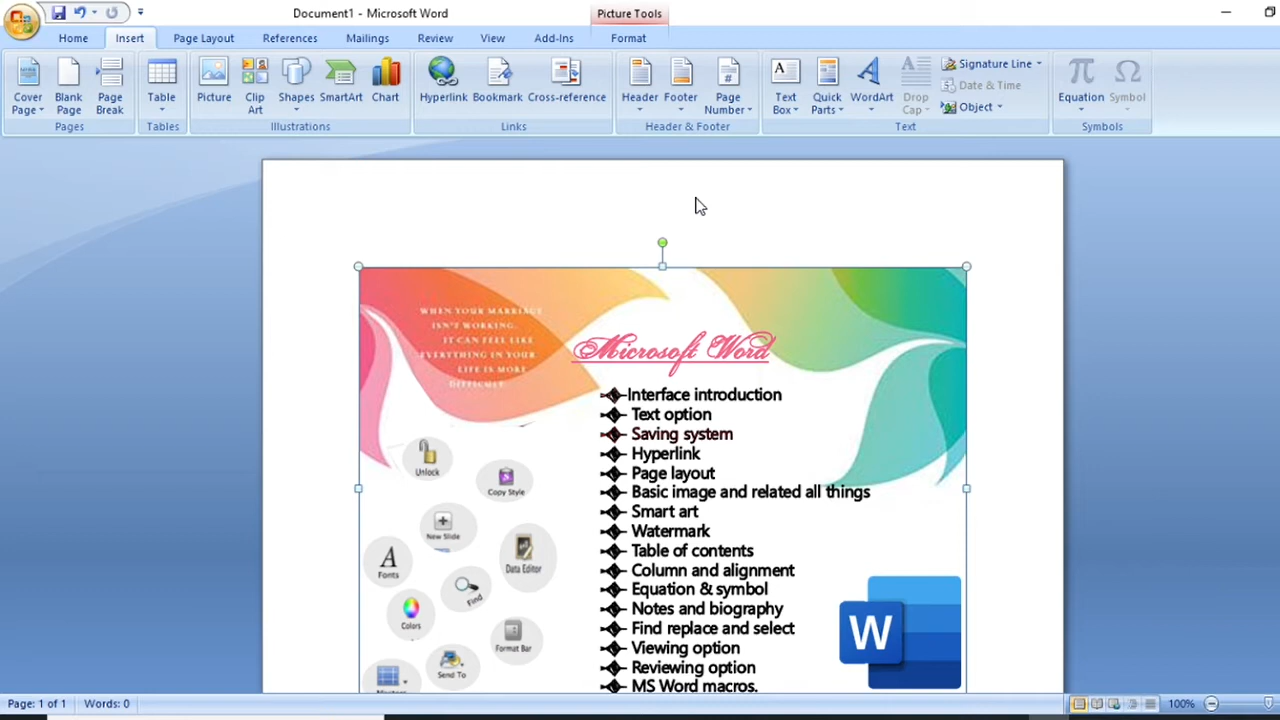 Document1 - Microsoft Word
Picture Tools
Home
Insert
Page Layout
References
Mailings
Review
View
Add-Ins
Format
Cover Page
Blank Page
Page Break
Table
Picture
Clip Art
Shapes
SmartArt
Chart
Hyperlink
Bookmark
Cross-reference
Header
Footer
Page Number
Text Box
Quick Parts
WordArt
Drop Cap
Signature Line
Date & Time
Object
Equation
Symbol
Pages
Tables
Illustrations
Links
Header & Footer
Text
Symbols
WHEN YOUR MARRIAGE
ISN'T WORKING,
IT CAN FEEL LIKE
EVERYTHING IN YOUR
LIFE IS MORE
DIFFICULT
Microsoft Word
Interface introduction
Text option
Saving system
Hyperlink
Page layout
Basic image and related all things
Smart art
Watermark
Table of contents
Column and alignment
Equation & symbol
Notes and biography
Find replace and select
Viewing option
Reviewing option
MS Word macros.
Unlock
Copy Style
New Slide
A
Fonts
Data Editor
Find
Colors
Format Bar
Send To
W
Page: 1 of 1
Words: 0
100%